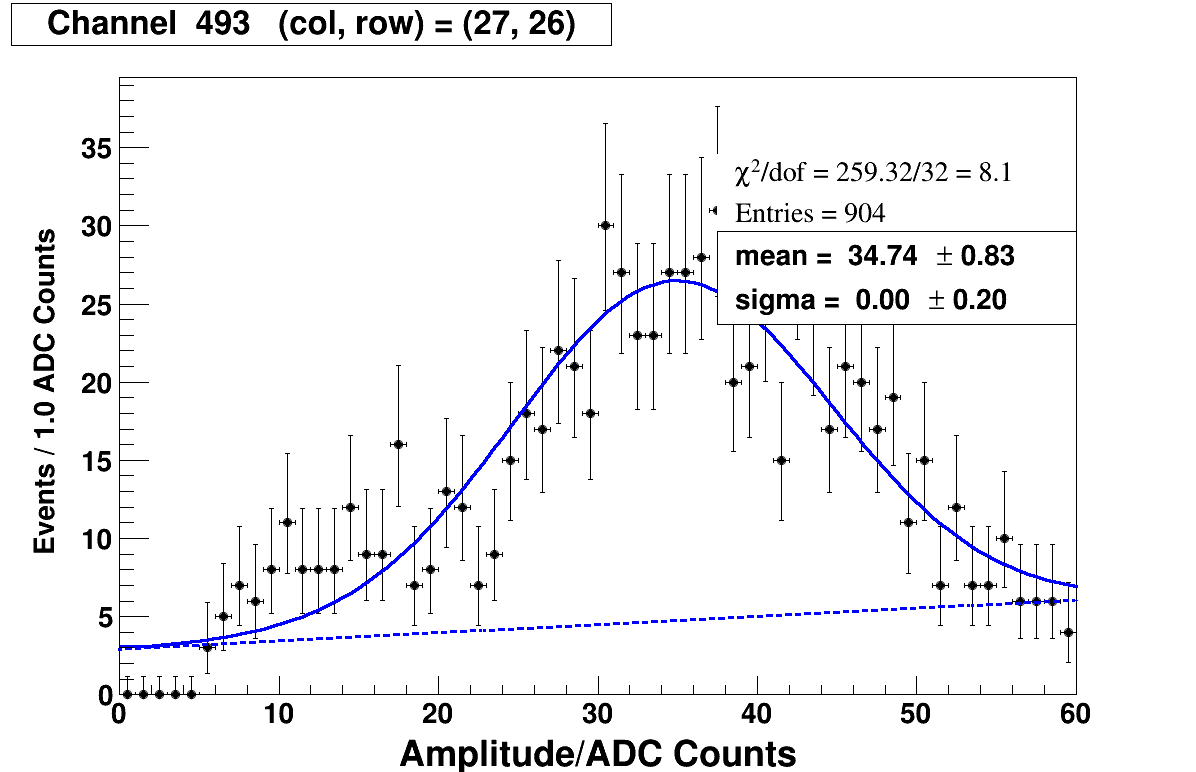 Channel 493 (col, row) = (27, 26)
χ²/dof = 259.32/32 = 8.1
Entries = 904
mean = 34.74 ± 0.83
sigma = 0.00 ± 0.20
Events / 1.0 ADC Counts
35
30
25
20
15
10
5
0
0 10 20 30 40 50 60
Amplitude/ADC Counts